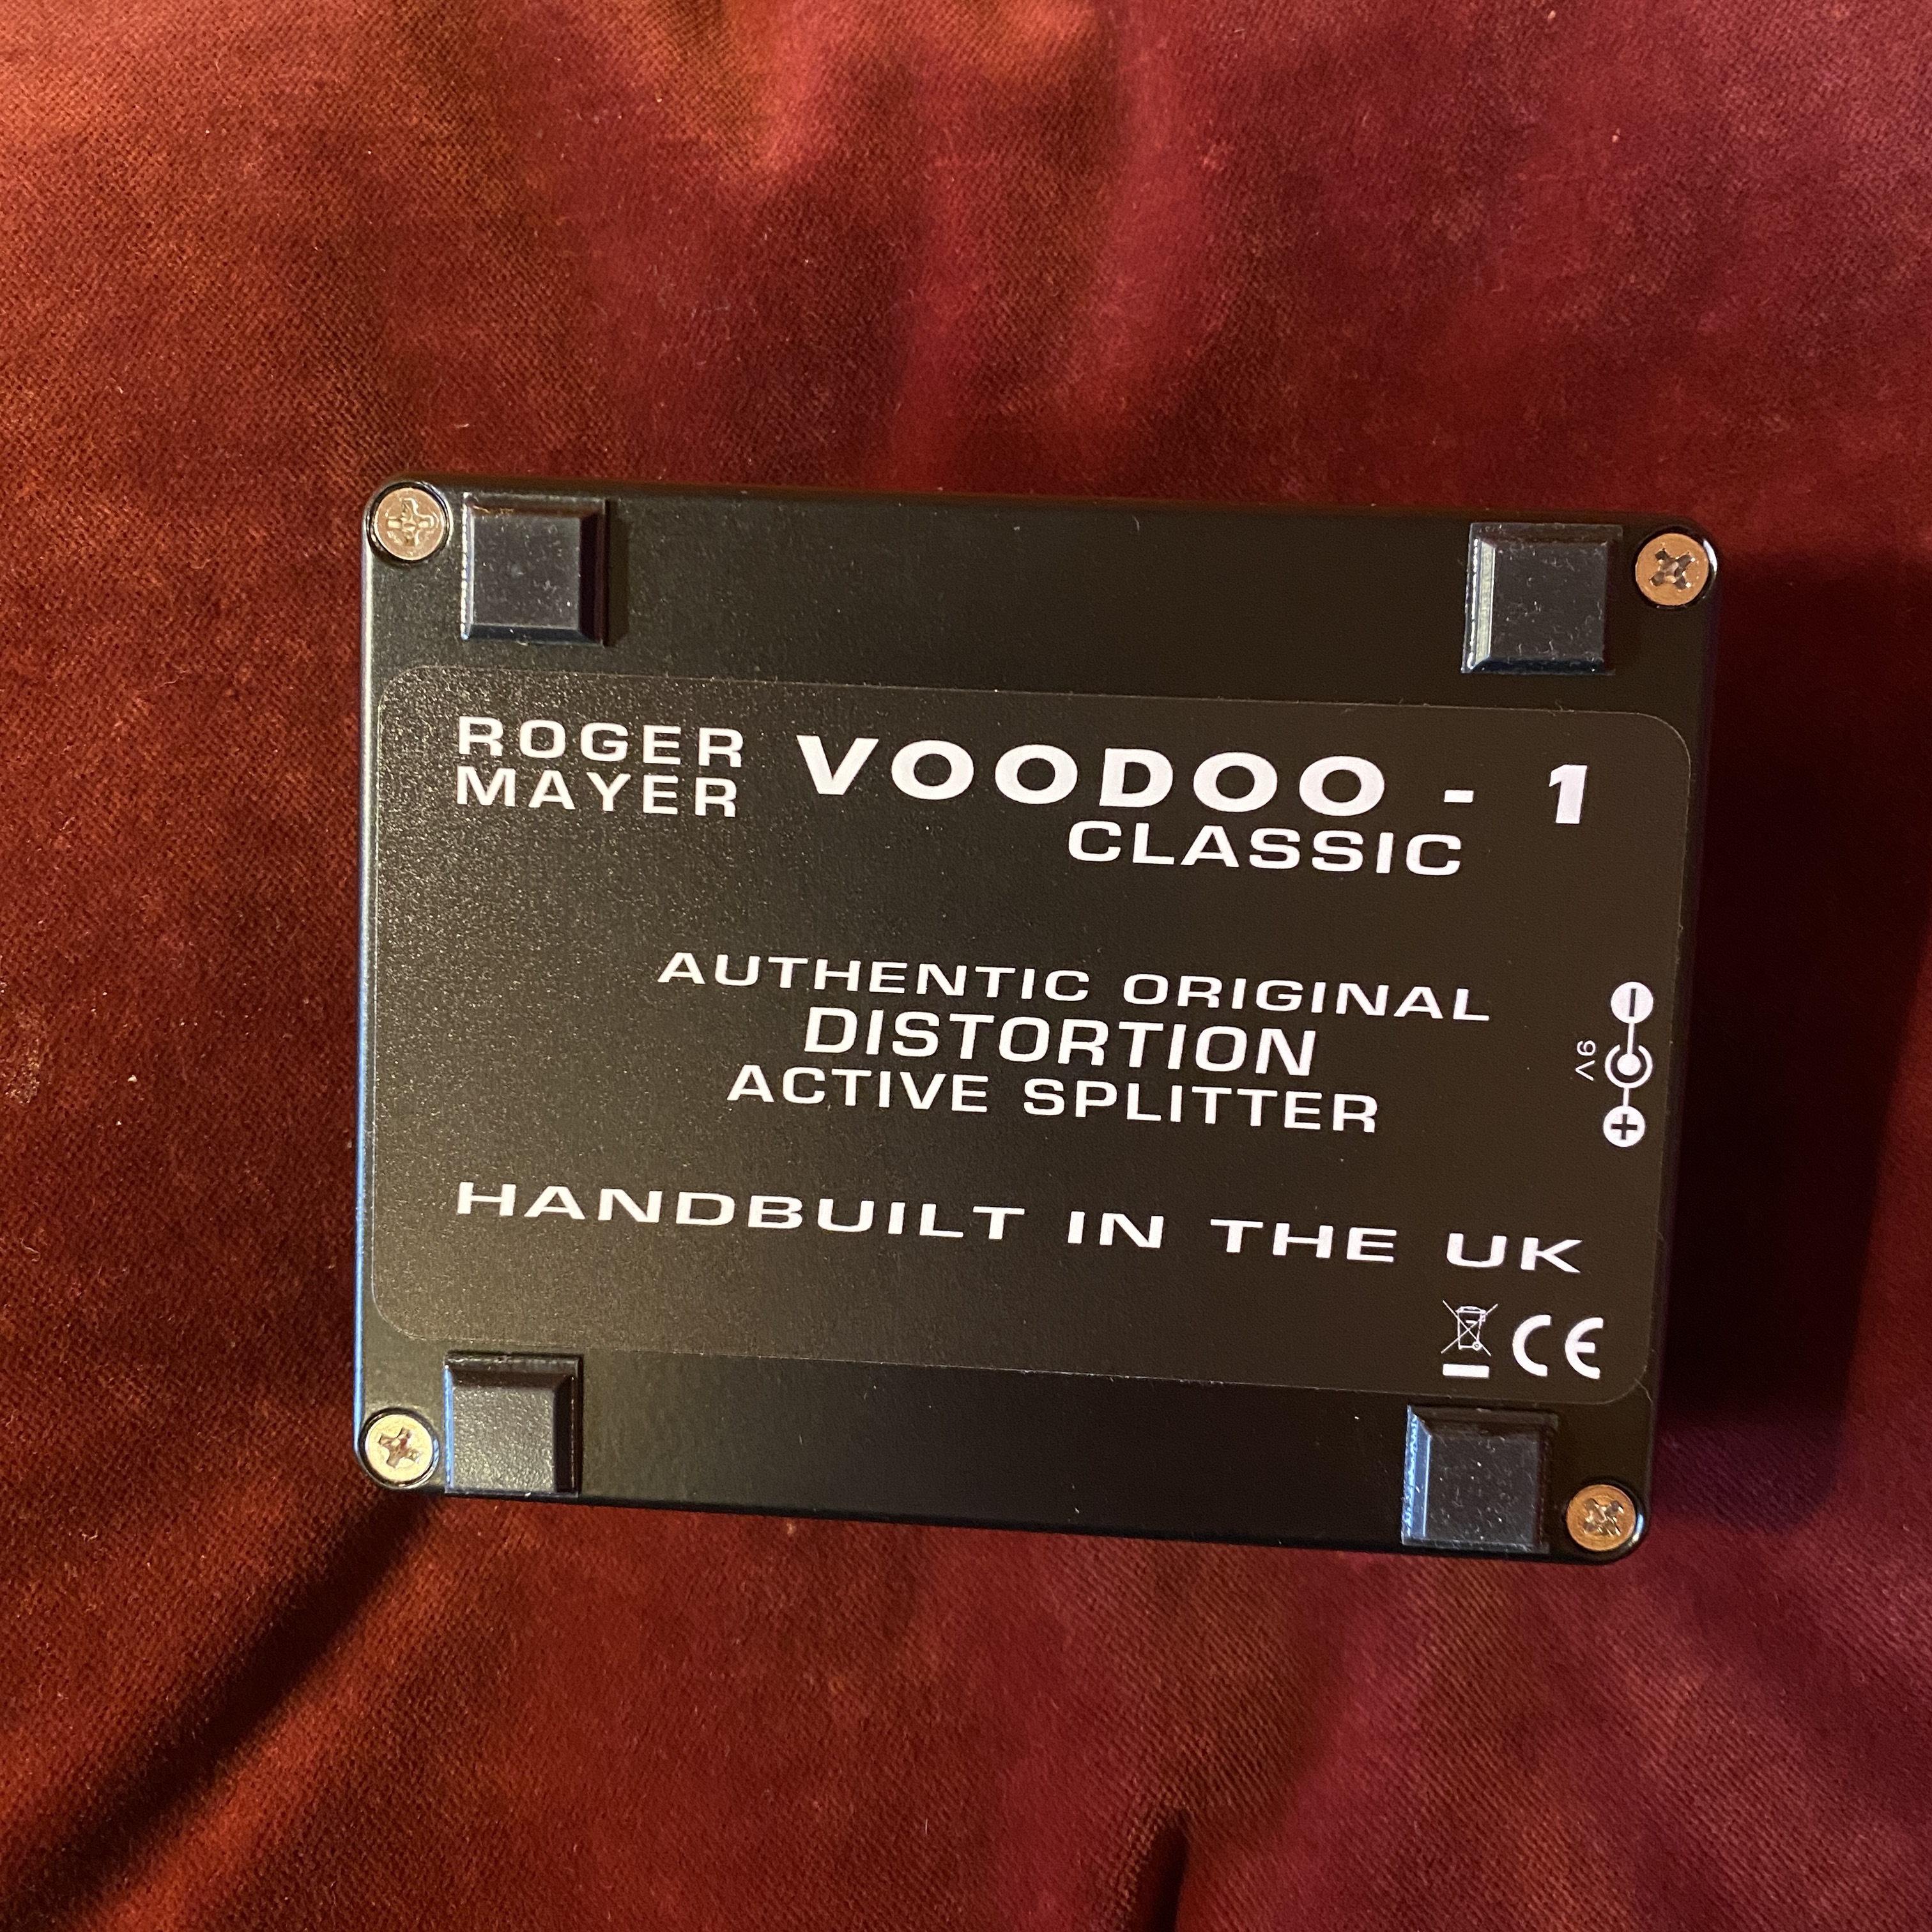 ROGER
MAYER
VOODOO - 1
CLASSIC
AUTHENTIC ORIGINAL
DISTORTION
ACTIVE SPLITTER
9V
HANDBUILT IN THE UK
CE